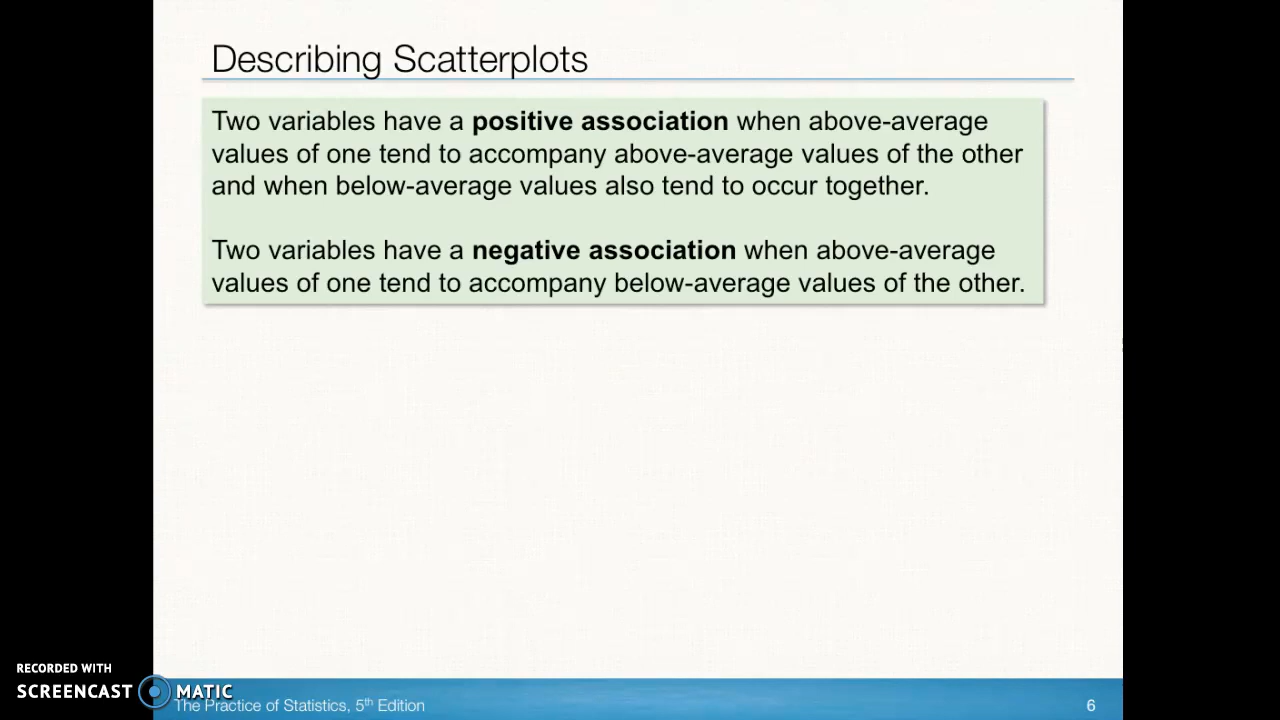 Describing Scatterplots
Two variables have a positive association when above-average
values of one tend to accompany above-average values of the other
and when below-average values also tend to occur together.
Two variables have a negative association when above-average
values of one tend to accompany below-average values of the other.
RECORDED WITH
SCREENCAST MATIC
The Practice of Statistics, 5th Edition
6